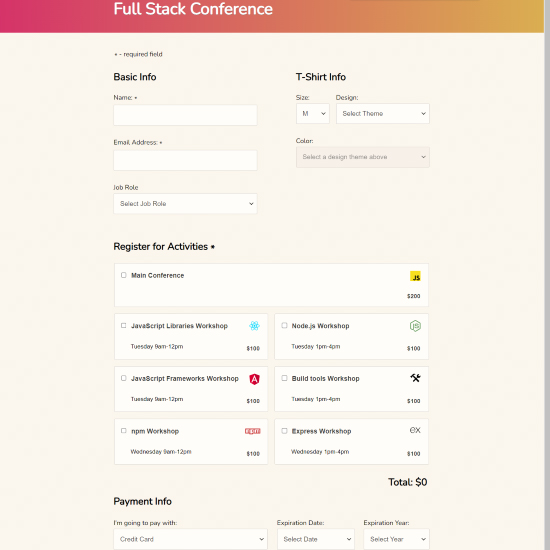 Full Stack Conference
* - required field
Basic Info
Name: *
Email Address: *
Job Role
Select Job Role
T-Shirt Info
Size: Design:
M Select Theme
Color:
Select a design theme above
Register for Activities *
Main Conference
JS
$200
JavaScript Libraries Workshop
Tuesday 9am-12pm $100
Node.js Workshop
JS
Tuesday 1pm-4pm $100
JavaScript Frameworks Workshop
A
Tuesday 9am-12pm $100
Build tools Workshop
Tuesday 1pm-4pm $100
npm Workshop
npm
Wednesday 9am-12pm $100
Express Workshop
ex
Wednesday 1pm-4pm $100
Total: $0
Payment Info
I'm going to pay with: Expiration Date: Expiration Year:
Credit Card Select Date Select Year